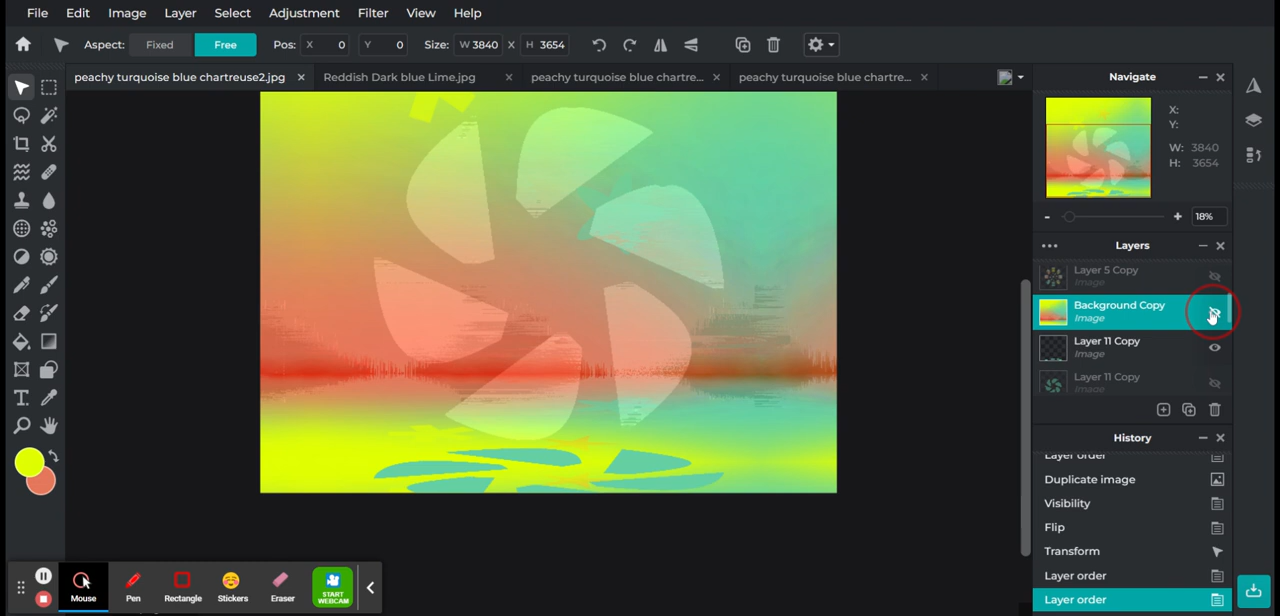 File Edit Image Layer Select Adjustment Filter View Help
Aspect: Fixed Free Pos: X 0 Y 0 Size: W 3840 X H 3654
peachy turquoise blue chartreuse2.jpg Reddish Dark blue Lime.jpg peachy turquoise blue chartre... peachy turquoise blue chartre...
Navigate
X:
Y:
W: 3840
H: 3654
18%
Layers
Layer 5 Copy
Image
Background Copy
Image
Layer 11 Copy
Image
Layer 11 Copy
Image
History
Layer order
Duplicate image
Visibility
Flip
Transform
Layer order
Layer order
Mouse Pen Rectangle Stickers Eraser START
WEBCAM